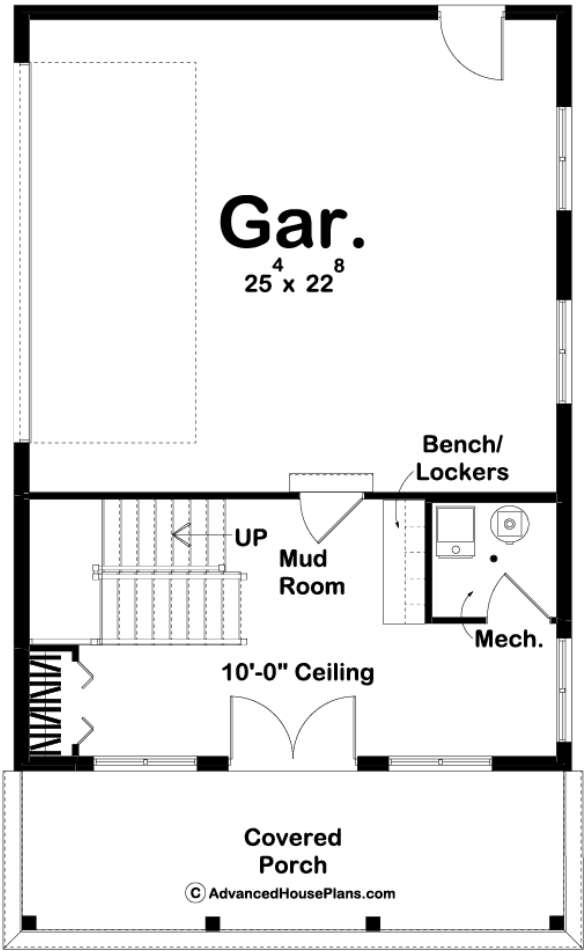 Gar.
25⁴ x 22⁸
Bench/
Lockers
UP
Mud
Room
Mech.
10'-0" Ceiling
Covered
Porch
© AdvancedHousePlans.com